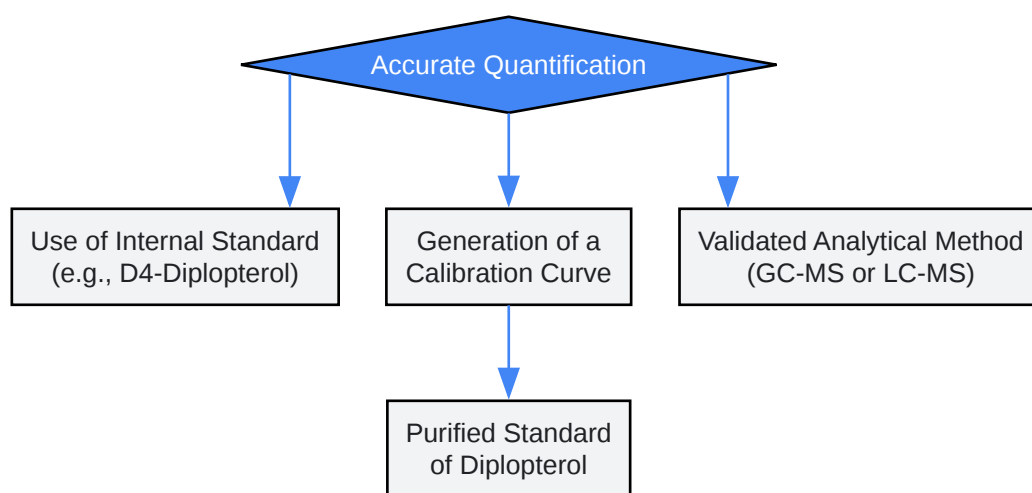 Accurate Quantification
Use of Internal Standard
(e.g., D4-Diplopterol)
Generation of a
Calibration Curve
Validated Analytical Method
(GC-MS or LC-MS)
Purified Standard
of Diplopterol